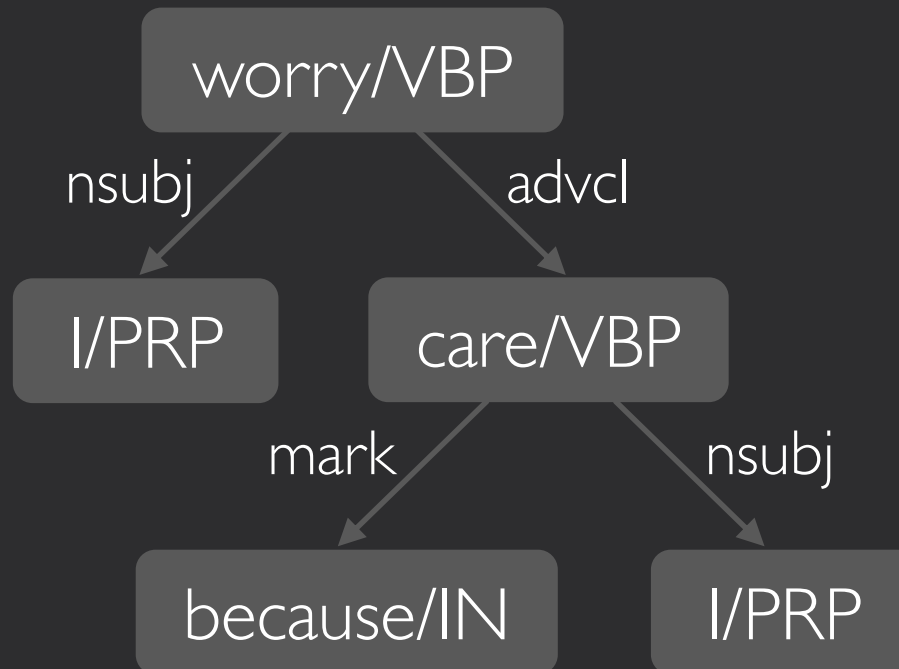 worry/VBP
nsubj advcl
I/PRP care/VBP
mark nsubj
because/IN I/PRP